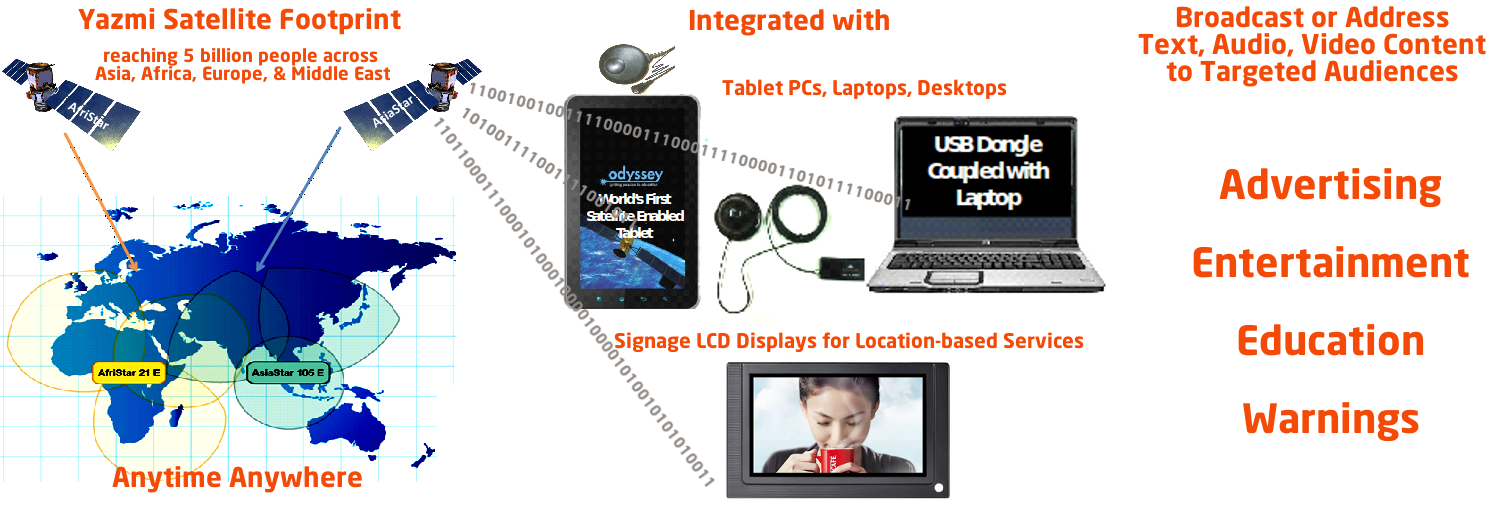 Yazmi Satellite Footprint
reaching 5 billion people across
Asia, Africa, Europe, & Middle East
AfriStar
AsiaStar
AfriStar 21 E
AsiaStar 105 E
Anytime Anywhere
Integrated with
Tablet PCs, Laptops, Desktops
odyssey
World's First
Satellite Enabled
Tablet
USB Dongle
Coupled with
Laptop
Signage LCD Displays for Location-based Services
Broadcast or Address
Text, Audio, Video Content
to Targeted Audiences
Advertising
Entertainment
Education
Warnings